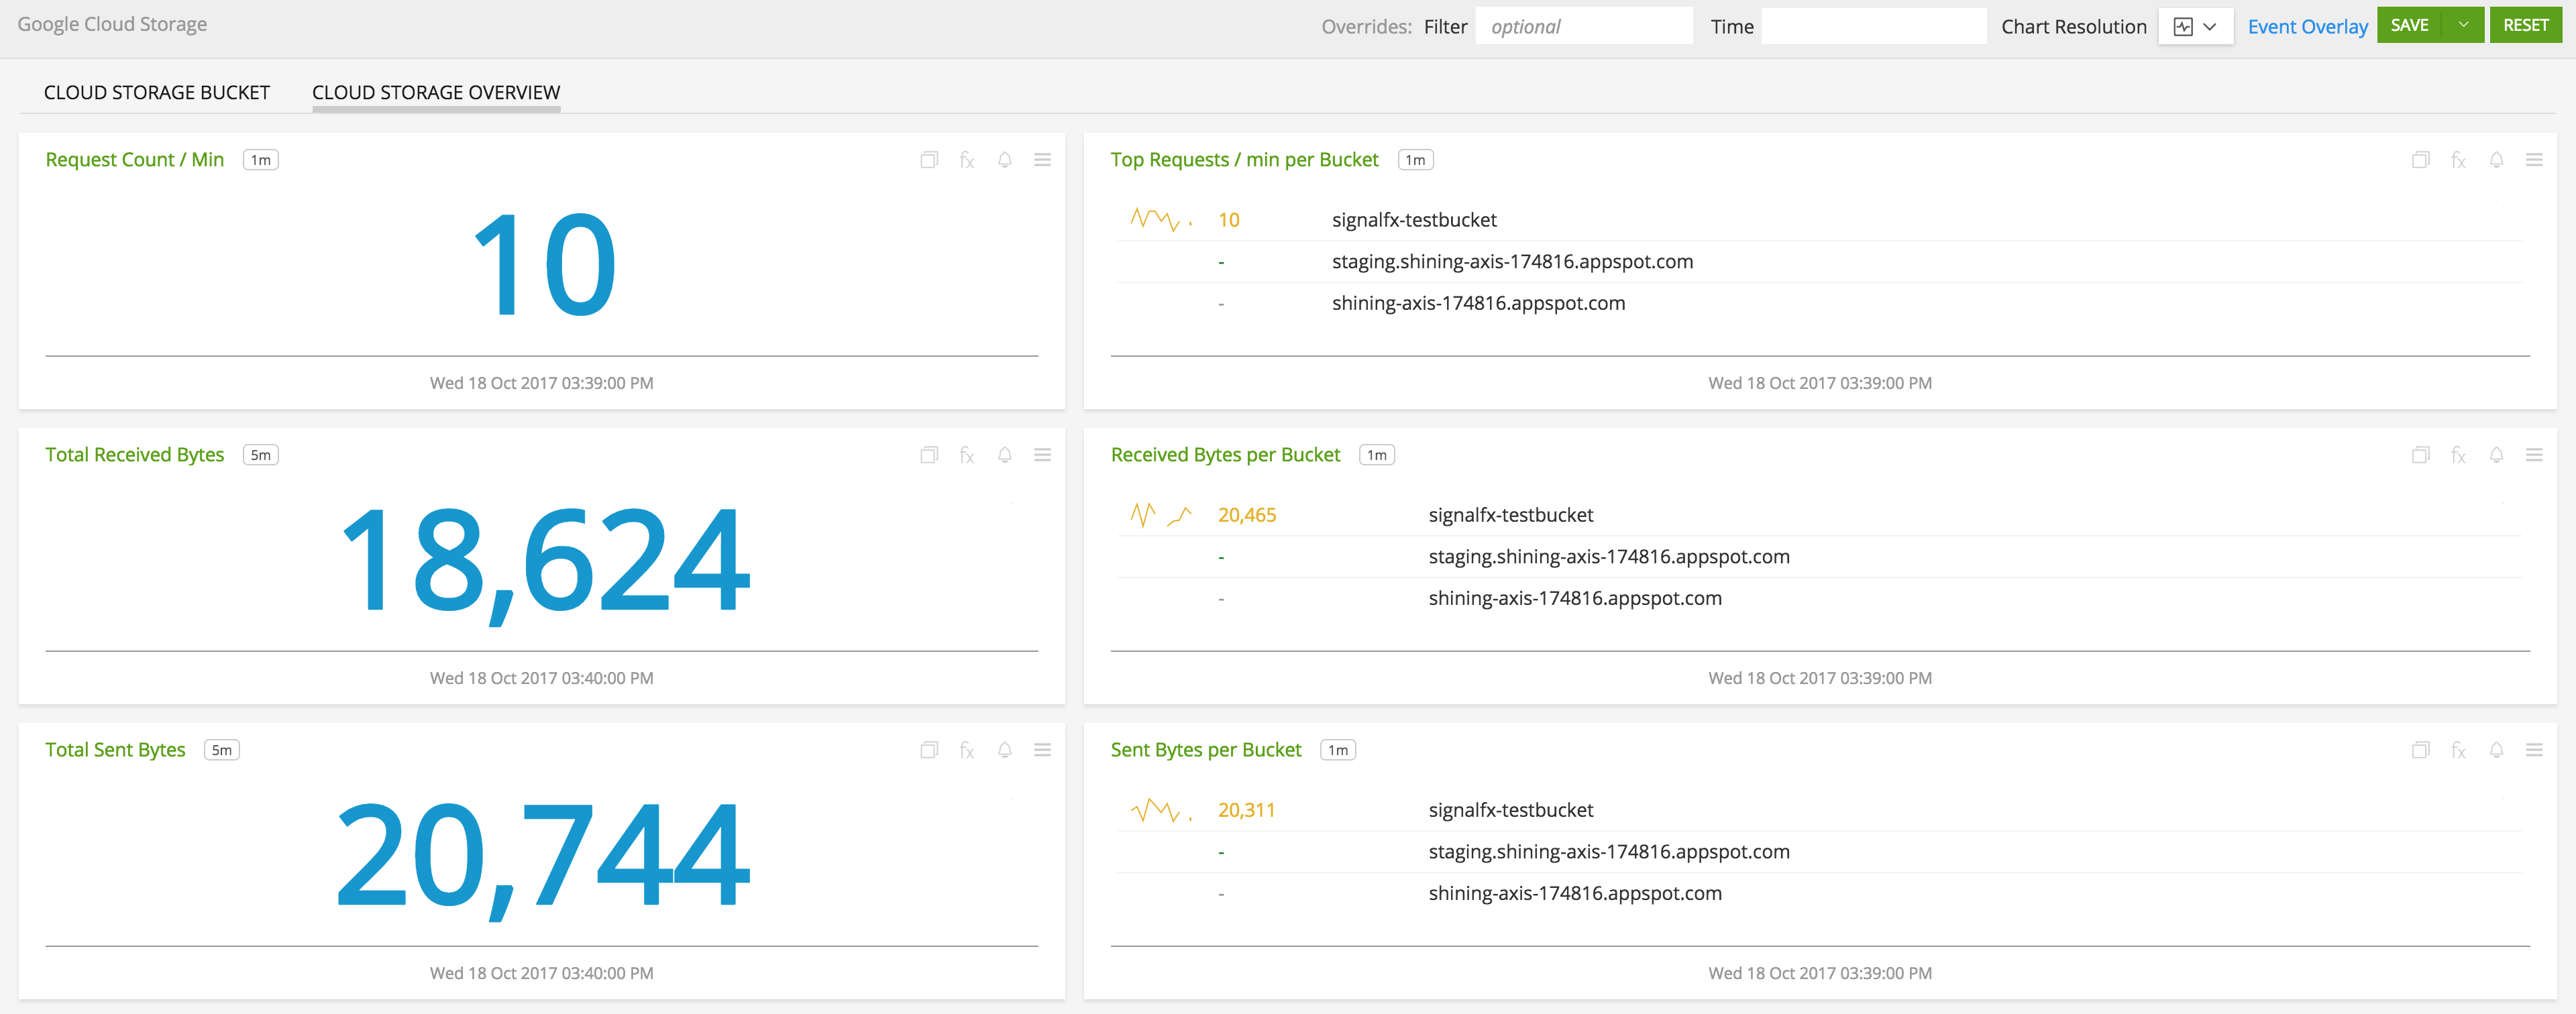 Google Cloud Storage
Overrides: Filter optional Time Chart Resolution Event Overlay SAVE RESET
CLOUD STORAGE BUCKET CLOUD STORAGE OVERVIEW
Request Count / Min 1m fx
10
Wed 18 Oct 2017 03:39:00 PM
Top Requests / min per Bucket 1m fx
10 signalfx-testbucket
- staging.shining-axis-174816.appspot.com
- shining-axis-174816.appspot.com
Wed 18 Oct 2017 03:39:00 PM
Total Received Bytes 5m fx
18,624
Wed 18 Oct 2017 03:40:00 PM
Received Bytes per Bucket 1m fx
20,465 signalfx-testbucket
- staging.shining-axis-174816.appspot.com
- shining-axis-174816.appspot.com
Wed 18 Oct 2017 03:39:00 PM
Total Sent Bytes 5m fx
20,744
Wed 18 Oct 2017 03:40:00 PM
Sent Bytes per Bucket 1m fx
20,311 signalfx-testbucket
- staging.shining-axis-174816.appspot.com
- shining-axis-174816.appspot.com
Wed 18 Oct 2017 03:39:00 PM